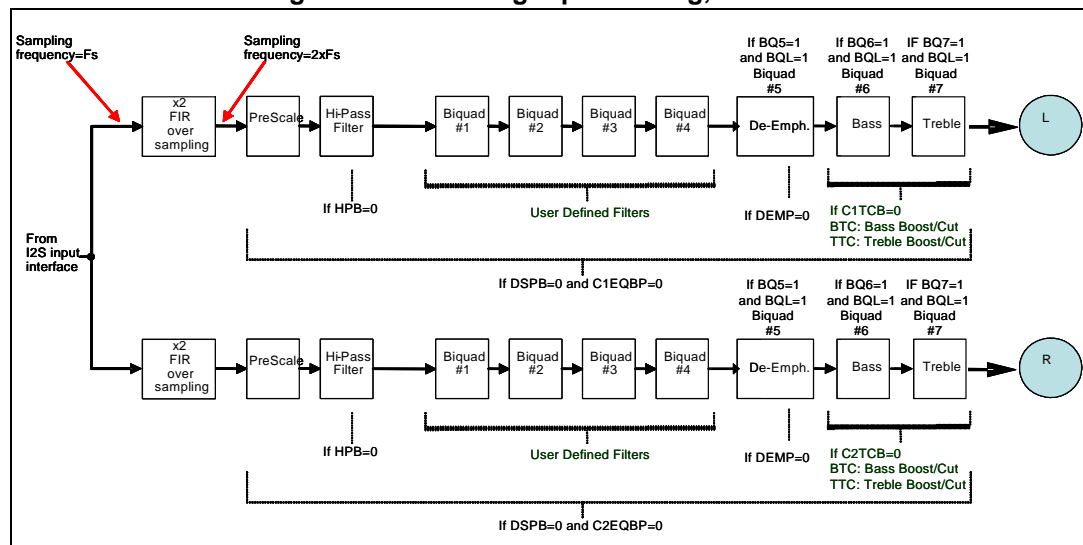 Sampling
frequency=Fs
Sampling
frequency=2xFs
If BQ5=1
and BQL=1
Biquad
#5
If BQ6=1
and BQL=1
Biquad
#6
IF BQ7=1
and BQL=1
Biquad
#7
x2
FIR
over
sampling
PreScale
Hi-Pass
Filter
Biquad
#1
Biquad
#2
Biquad
#3
Biquad
#4
De-Emph.
Bass
Treble
L
If HPB=0
User Defined Filters
If DEMP=0
If C1TCB=0
BTC: Bass Boost/Cut
TTC: Treble Boost/Cut
From
I2S input
interface
If DSPB=0 and C1EQBP=0
If BQ5=1
and BQL=1
Biquad
#5
If BQ6=1
and BQL=1
Biquad
#6
IF BQ7=1
and BQL=1
Biquad
#7
x2
FIR
over
sampling
PreScale
Hi-Pass
Filter
Biquad
#1
Biquad
#2
Biquad
#3
Biquad
#4
De-Emph.
Bass
Treble
R
If HPB=0
User Defined Filters
If DEMP=0
If C2TCB=0
BTC: Bass Boost/Cut
TTC: Treble Boost/Cut
If DSPB=0 and C2EQBP=0